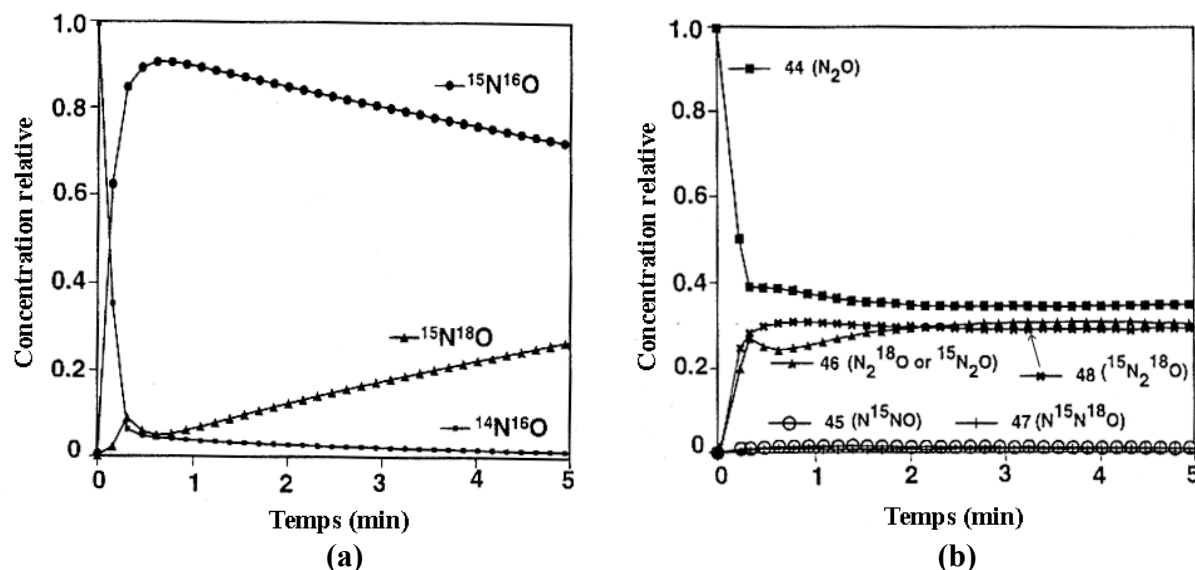 1.0
0.8
0.6
0.4
0.2
0
0 1 2 3 4 5
Concentration relative
Temps (min)
¹⁵N¹⁶O
¹⁵N¹⁸O
¹⁴N¹⁶O
(a)
1.0
0.8
0.6
0.4
0.2
0
0 1 2 3 4 5
Concentration relative
Temps (min)
44 (N₂O)
46 (N₂¹⁸O or ¹⁵N₂O)
48 (¹⁵N₂¹⁸O)
45 (N¹⁵NO)
47 (N¹⁵N¹⁸O)
(b)